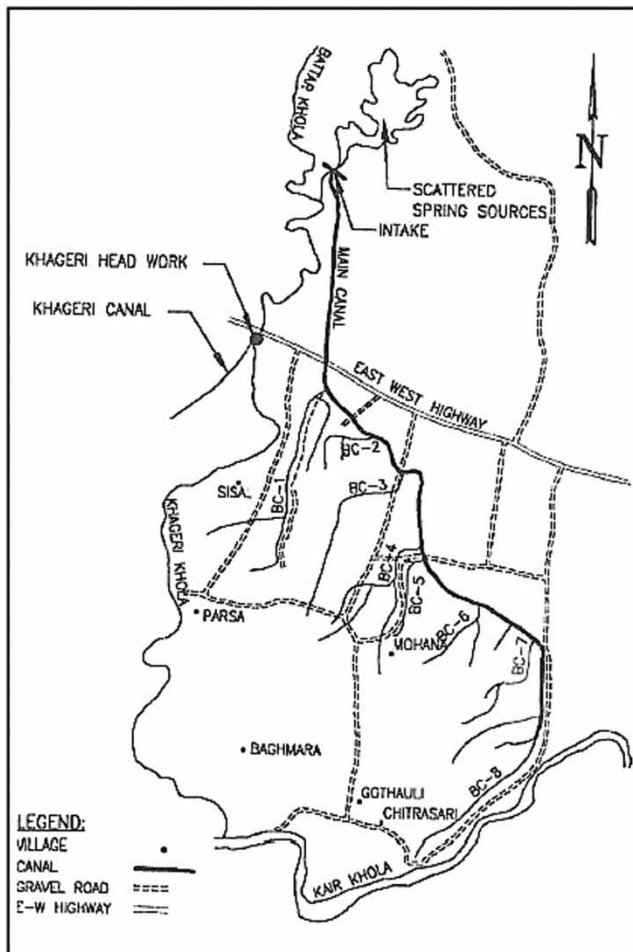 BATTAR KHOLA
N
SCATTERED
SPRING SOURCES
INTAKE
KHAGERI HEAD WORK
KHAGERI CANAL
MAIN CANAL
EAST WEST HIGHWAY
BC-2
BC-1
BC-3
SISAL
KHAGERI KHOLA
BC-4
BC-5
PARSA
BC-6
MOHANA
BC-7
BAGHMARA
BC-8
GOTHAULI
CHITRASARI
KAIR KHOLA
LEGEND:
VILLAGE
CANAL
GRAVEL ROAD
E-W HIGHWAY